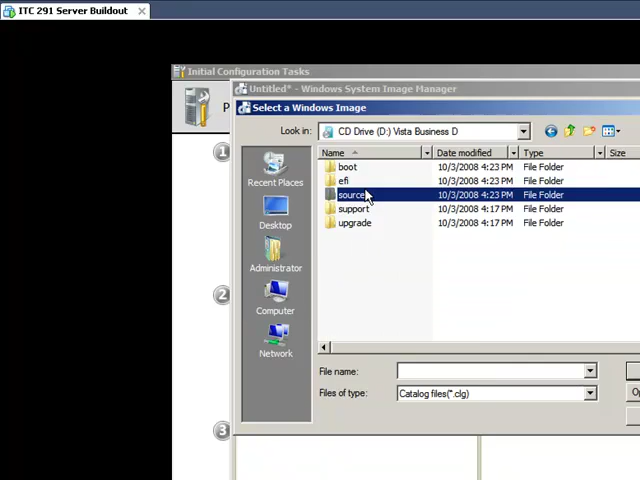 ITC 291 Server Buildout
Initial Configuration Tasks
Untitled* - Windows System Image Manager
P
Select a Windows Image
Look in: CD Drive (D:) Vista Business D
Name Date modified Type Size
1
boot 10/3/2008 4:23 PM File Folder
efi 10/3/2008 4:23 PM File Folder
source 10/3/2008 4:23 PM File Folder
support 10/3/2008 4:17 PM File Folder
upgrade 10/3/2008 4:17 PM File Folder
Recent Places
Desktop
Administrator
2
Computer
Network
File name:
Files of type: Catalog files(*.clg)
Op
3